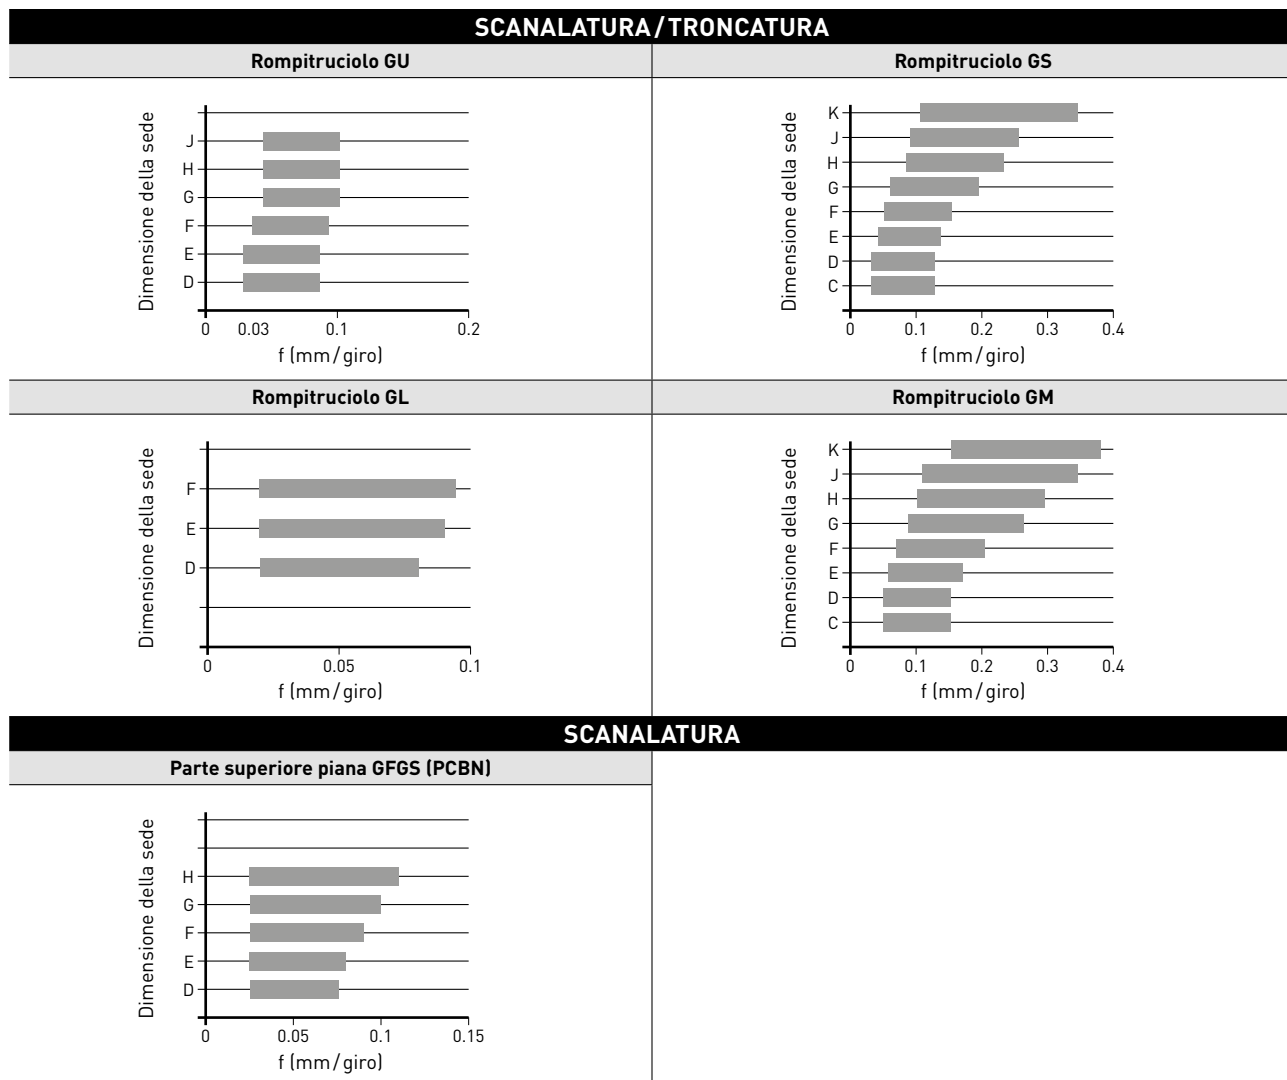 SCANALATURA/TRONCATURA
Rompitruciolo GU
Dimensione della sede
J
H
G
F
E
D
0 0.03 0.1 0.2
f (mm/giro)
Rompitruciolo GS
Dimensione della sede
K
J
H
G
F
E
D
C
0 0.1 0.2 0.3 0.4
f (mm/giro)
Rompitruciolo GL
Dimensione della sede
F
E
D
0 0.05 0.1
f (mm/giro)
Rompitruciolo GM
Dimensione della sede
K
J
H
G
F
E
D
C
0 0.1 0.2 0.3 0.4
f (mm/giro)
SCANALATURA
Parte superiore piana GFGS (PCBN)
Dimensione della sede
H
G
F
E
D
0 0.05 0.1 0.15
f (mm/giro)